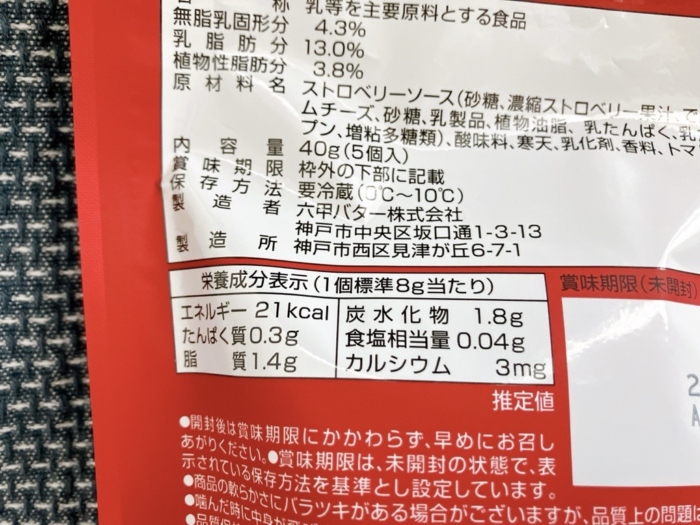 名 称 乳等を主要原料とする食品
無脂乳固形分 4.3%
乳脂肪分 13.0%
植物性脂肪分 3.8%
原材料名 ストロベリーソース(砂糖、濃縮ストロベリー果汁、で
ムチーズ、砂糖、乳製品、植物油脂、乳たんぱく、乳
プン、増粘多糖類)、酸味料、寒天、乳化剤、香料、トマ
内容量 40g(5個入)
賞味期限 枠外の下部に記載
保存方法 要冷蔵(0℃~10℃)
製造者 六甲バター株式会社
神戸市中央区坂口通1-3-13
製造所 神戸市西区見津が丘6-7-1
栄養成分表示(1個標準8g当たり)
エネルギー 21kcal 炭水化物 1.8g
たんぱく質0.3g 食塩相当量 0.04g
脂質1.4g カルシウム 3mg
推定値
賞味期限(未開封)
2
A
●開封後は賞味期限にかかわらず、早めにお召し
あがりください。●賞味期限は、未開封の状態で、表
示されている保存方法を基準とし設定しています。
●商品の軟らかさにバラツキがある場合がございますが、品質上の問題
●噛んだ時に中身が
●品質保